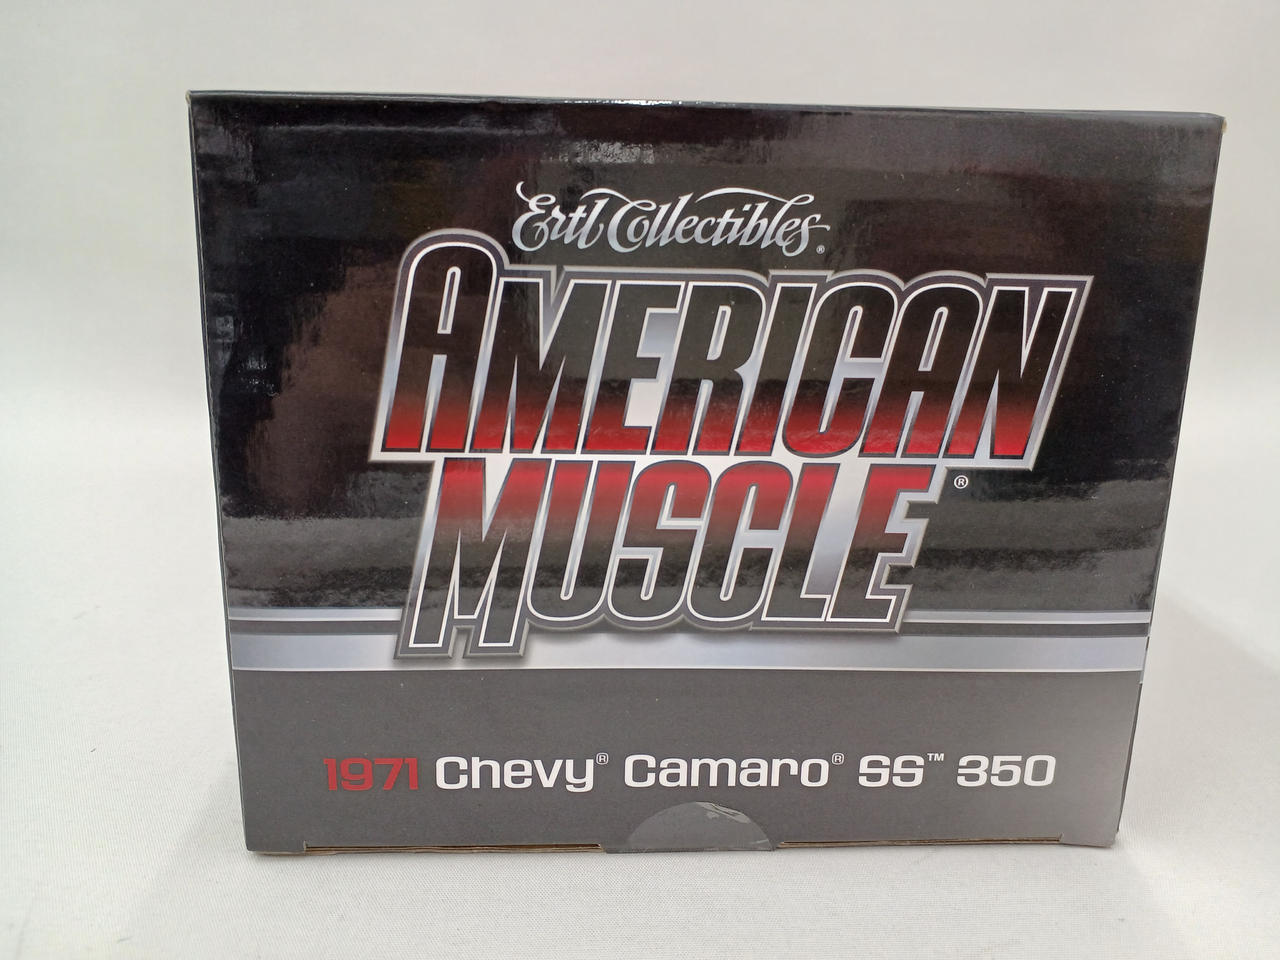 Ertl Collectibles®
AMERICAN
MUSCLE®
1971 Chevy® Camaro® SS™ 350